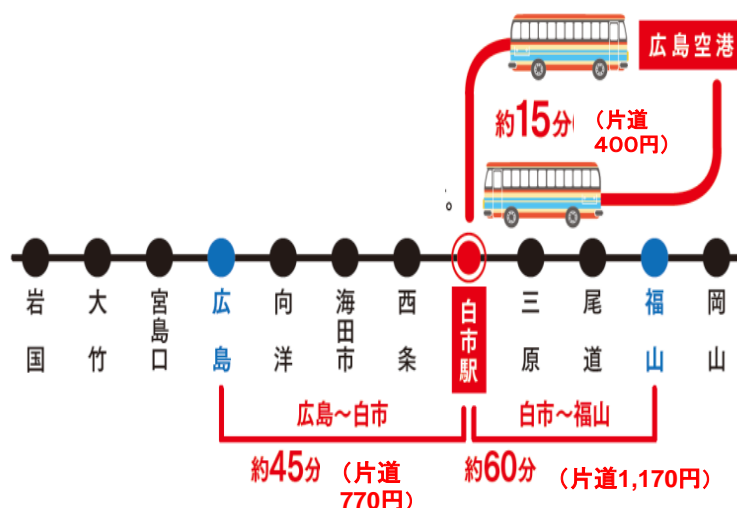 広島空港
約15分
（片道
400円）
岩国
大竹
宮島口
広島
向洋
海田市
西条
白市駅
三原
尾道
福山
岡山
広島～白市
白市～福山
約45分
（片道
770円）
約60分
（片道1,170円）